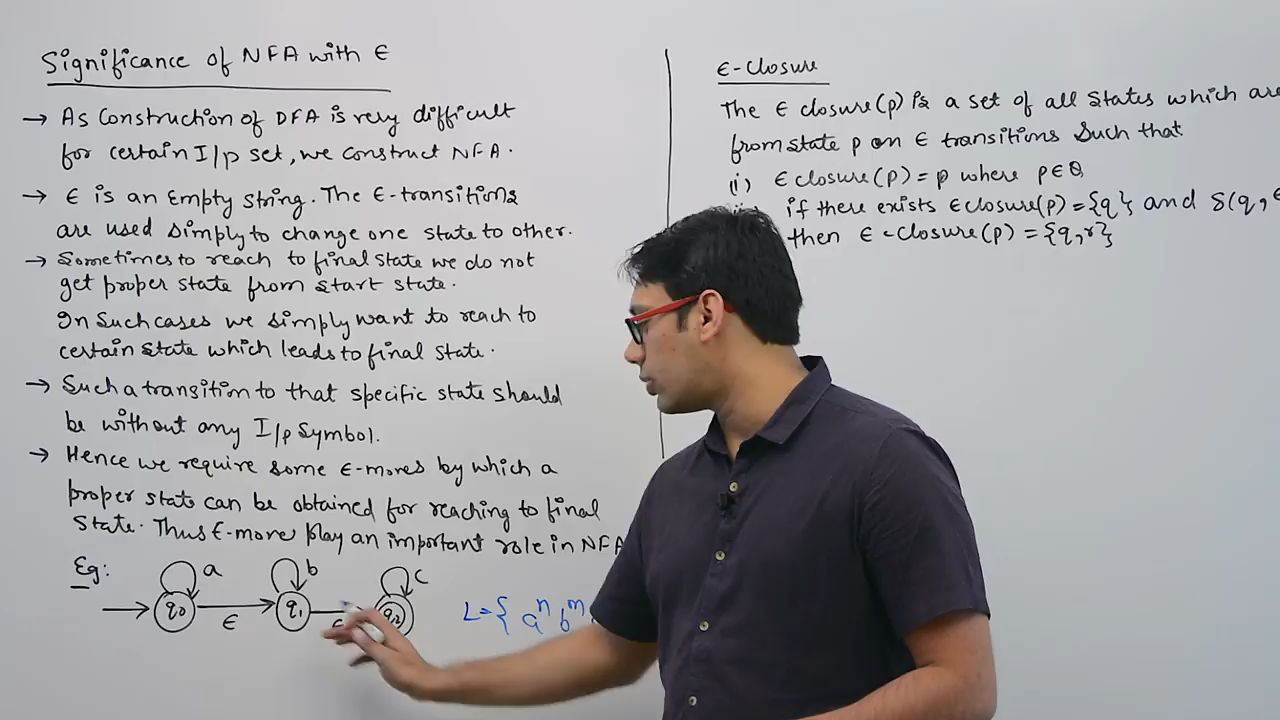 Significance of NFA with ϵ
→ As Construction of DFA is very difficult
for certain I/p set, we construct NFA.
→ ϵ is an Empty string. The ϵ-transitions
are used simply to change one state to other.
→ Sometimes to reach to final state we do not
get proper state from start state.
In such cases we simply want to reach to
certain state which leads to final state.
→ Such a transition to that specific state should
be without any I/p symbol.
→ Hence we require some ϵ-moves by which a
proper state can be obtained for reaching to final
state. Thus ϵ-move play an important role in NFA
Eg:
a b c
q0 q1 q2
ϵ ϵ
L = { a^n b^m
ϵ-closure
The ϵ closure(p) is a set of all states which are
from state p on ϵ transitions such that
(i) ϵ closure(p) = p where p∈Q
if there exists ϵ closure(p) = {q} and δ(q, ϵ
then ϵ-closure(p) = {q, r}